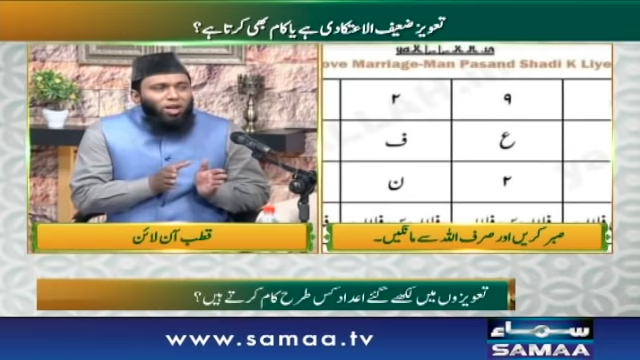 تعویز ضعیف الاعتکادی ہے یا کام بھی کرتا ہے؟
ove Marriage-Man Pasand Shadi K Liye
۲ ۹
ف ع
ن ۲
قطب آن لائن
صبر کریں اور صرف اللہ سے مانگیں۔
تعویزوں میں لکھے گئے اعداد کس طرح کام کرتے ہیں؟
www.samaa.tv
سماء
SAMAA